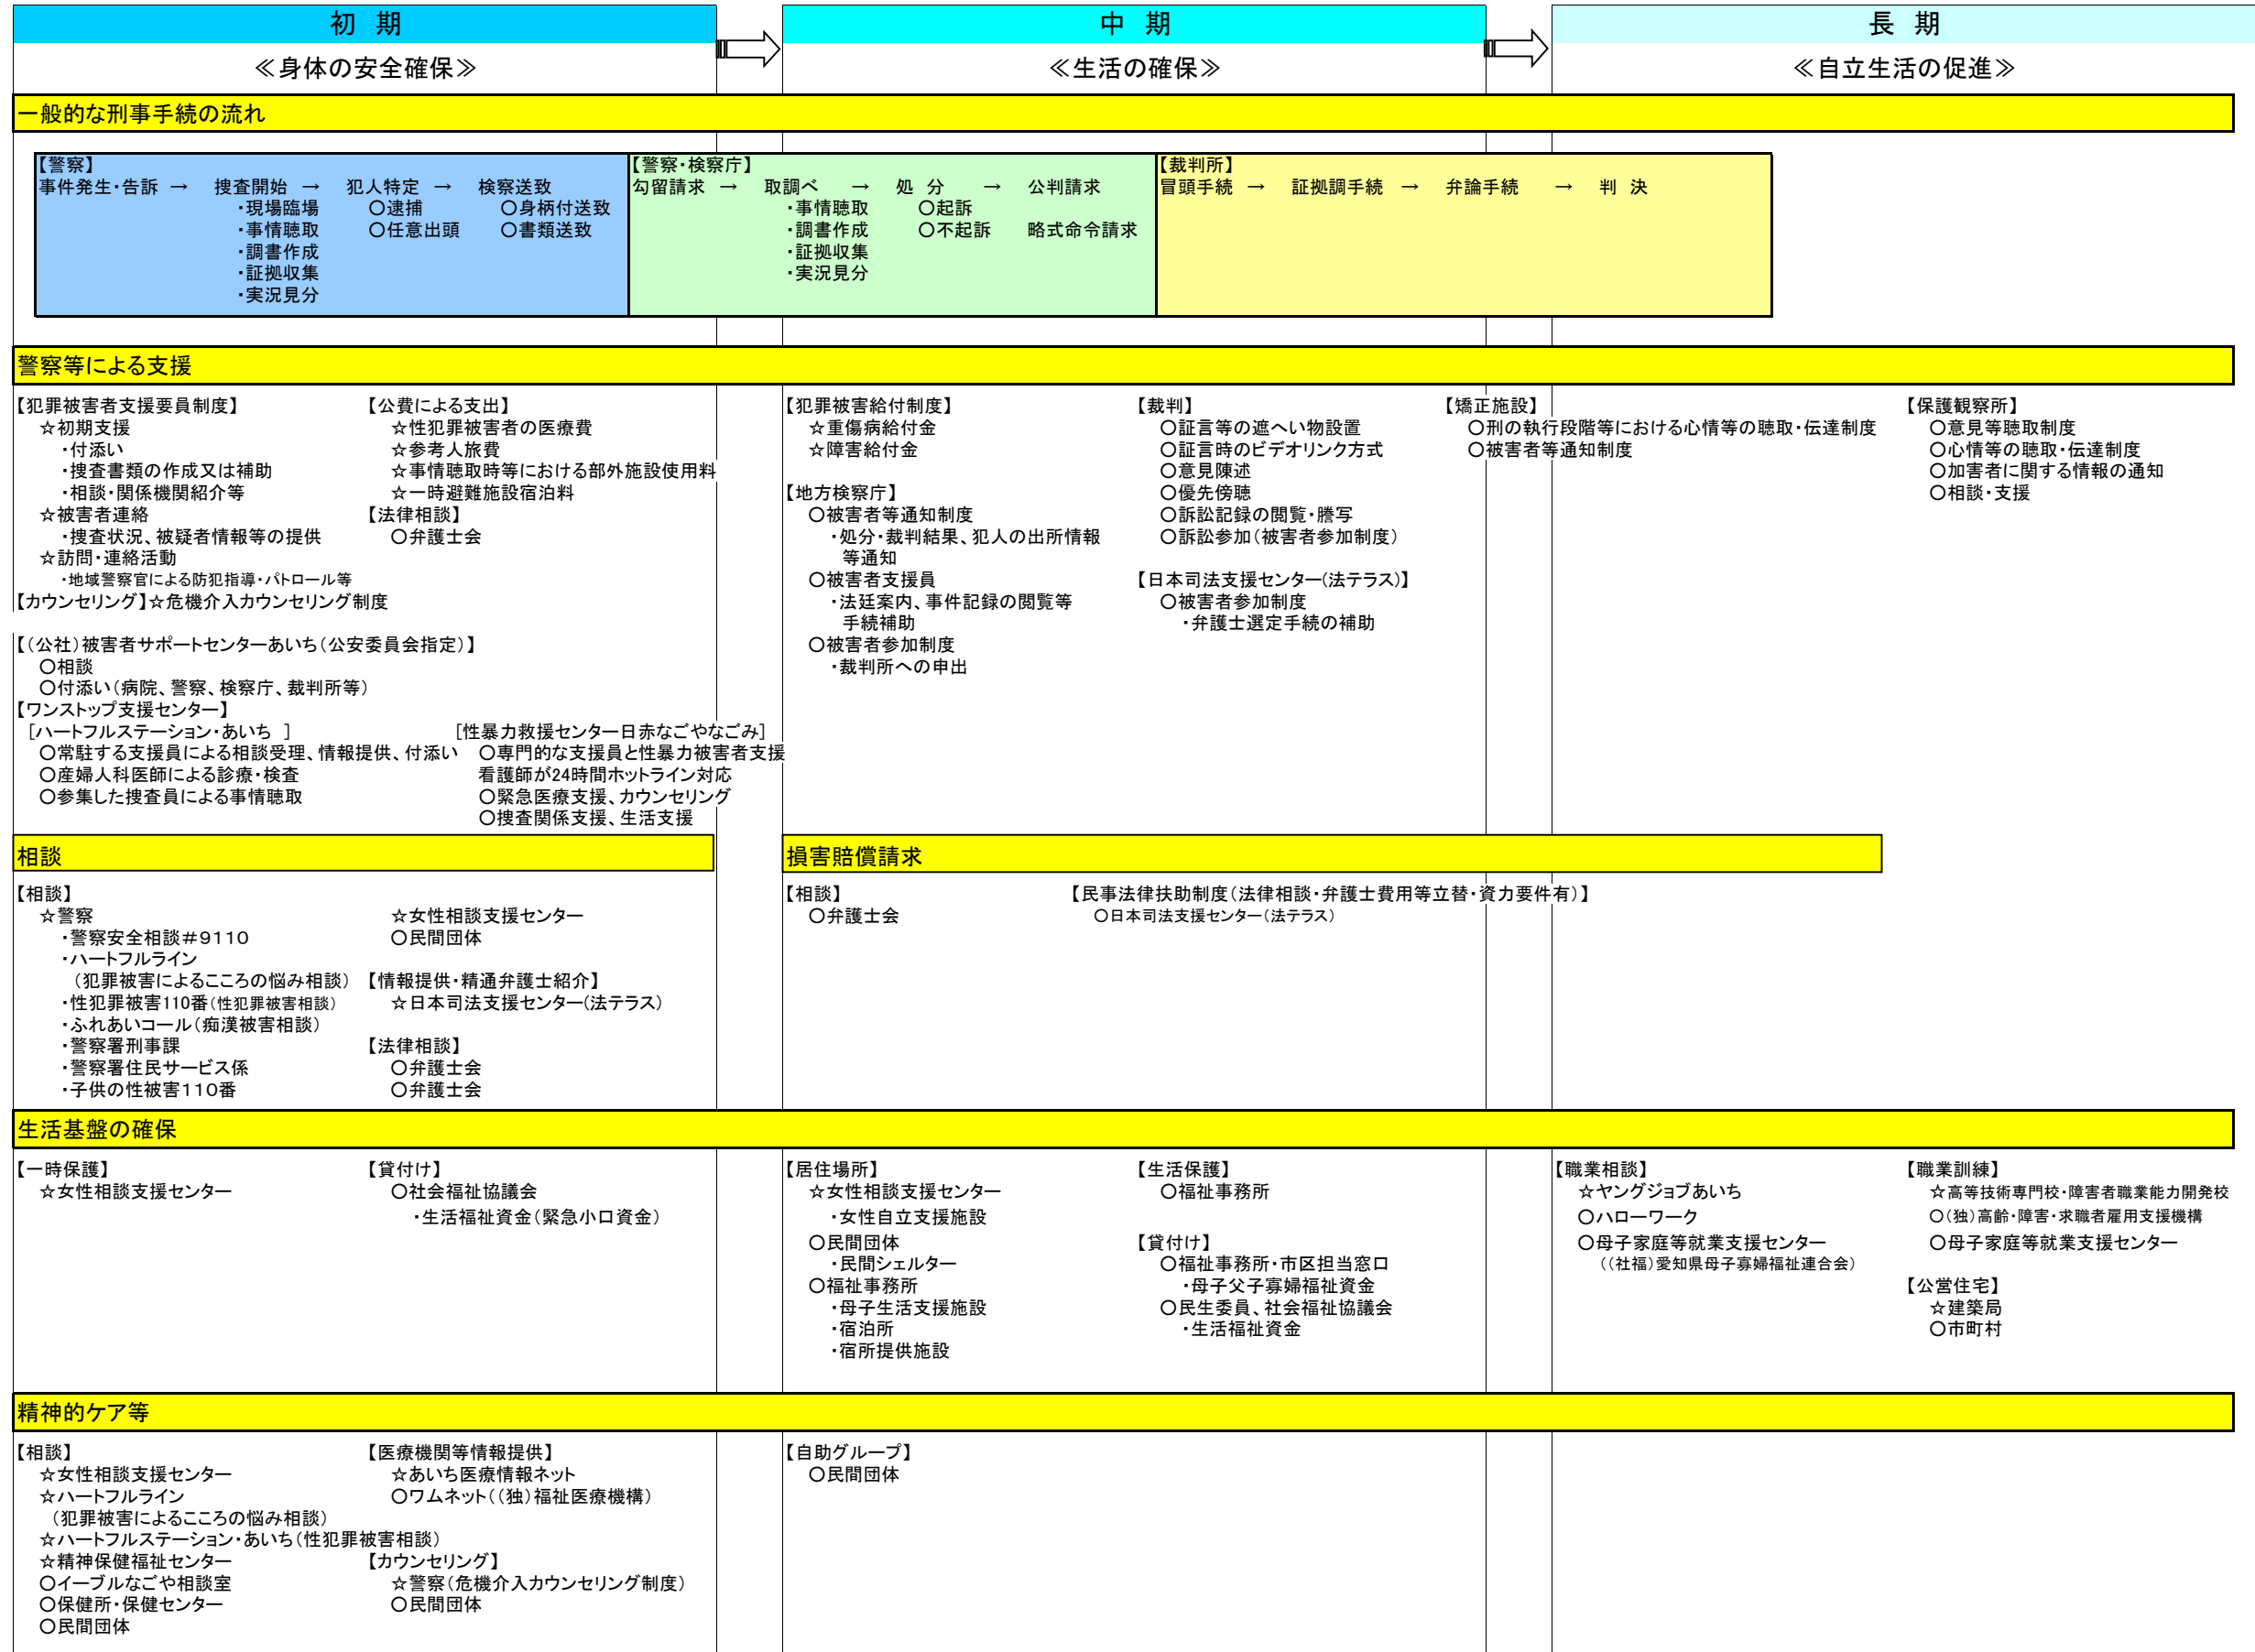 初 期
≪身体の安全確保≫
中 期
≪生活の確保≫
長 期
≪自立生活の促進≫
一般的な刑事手続の流れ
【警察】
事件発生・告訴 → 捜査開始 → 犯人特定 → 検察送致
・現場臨場 ○逮捕 ○身柄付送致
・事情聴取 ○任意出頭 ○書類送致
・調書作成
・証拠収集
・実況見分
【警察・検察庁】
勾留請求 → 取調べ → 処 分 → 公判請求
・事情聴取 ○起訴
・調書作成 ○不起訴 略式命令請求
・証拠収集
・実況見分
【裁判所】
冒頭手続 → 証拠調手続 → 弁論手続 → 判 決
警察等による支援
【犯罪被害者支援要員制度】
☆初期支援
・付添い
・捜査書類の作成又は補助
・相談・関係機関紹介等
☆被害者連絡
・捜査状況、被疑者情報等の提供
☆訪問・連絡活動
・地域警察官による防犯指導・パトロール等
【カウンセリング】☆危機介入カウンセリング制度
【公費による支出】
☆性犯罪被害者の医療費
☆参考人旅費
☆事情聴取時等における部外施設使用料
☆一時避難施設宿泊料
【法律相談】
○弁護士会
【(公社)被害者サポートセンターあいち(公安委員会指定)】
○相談
○付添い(病院、警察、検察庁、裁判所等)
【ワンストップ支援センター】
[ハートフルステーション・あいち ]
○常駐する支援員による相談受理、情報提供、付添い
○産婦人科医師による診療・検査
○参集した捜査員による事情聴取
[性暴力救援センター日赤なごやなごみ]
○専門的な支援員と性暴力被害者支援
看護師が24時間ホットライン対応
○緊急医療支援、カウンセリング
○捜査関係支援、生活支援
【犯罪被害給付制度】
☆重傷病給付金
☆障害給付金
【地方検察庁】
○被害者等通知制度
・処分・裁判結果、犯人の出所情報
等通知
○被害者支援員
・法廷案内、事件記録の閲覧等
手続補助
○被害者参加制度
・裁判所への申出
【裁判】
○証言等の遮へい物設置
○証言時のビデオリンク方式
○意見陳述
○優先傍聴
○訴訟記録の閲覧・謄写
○訴訟参加(被害者参加制度)
【日本司法支援センター(法テラス)】
○被害者参加制度
・弁護士選定手続の補助
【矯正施設】
○刑の執行段階等における心情等の聴取・伝達制度
○被害者等通知制度
【保護観察所】
○意見等聴取制度
○心情等の聴取・伝達制度
○加害者に関する情報の通知
○相談・支援
相談
【相談】
☆警察
・警察安全相談#9110
・ハートフルライン
(犯罪被害によるこころの悩み相談)
・性犯罪被害110番(性犯罪被害相談)
・ふれあいコール(痴漢被害相談)
・警察署刑事課
・警察署住民サービス係
・子供の性被害110番
☆女性相談支援センター
○民間団体
【情報提供・精通弁護士紹介】
☆日本司法支援センター(法テラス)
【法律相談】
○弁護士会
○弁護士会
損害賠償請求
【相談】
○弁護士会
【民事法律扶助制度(法律相談・弁護士費用等立替・資力要件有)】
○日本司法支援センター(法テラス)
生活基盤の確保
【一時保護】
☆女性相談支援センター
【貸付け】
○社会福祉協議会
・生活福祉資金(緊急小口資金)
【居住場所】
☆女性相談支援センター
・女性自立支援施設
○民間団体
・民間シェルター
○福祉事務所
・母子生活支援施設
・宿泊所
・宿所提供施設
【生活保護】
○福祉事務所
【貸付け】
○福祉事務所・市区担当窓口
・母子父子寡婦福祉資金
○民生委員、社会福祉協議会
・生活福祉資金
【職業相談】
☆ヤングジョブあいち
○ハローワーク
○母子家庭等就業支援センター
((社福)愛知県母子寡婦福祉連合会)
【職業訓練】
☆高等技術専門校・障害者職業能力開発校
○(独)高齢・障害・求職者雇用支援機構
○母子家庭等就業支援センター
【公営住宅】
☆建築局
○市町村
精神的ケア等
【相談】
☆女性相談支援センター
☆ハートフルライン
(犯罪被害によるこころの悩み相談)
☆ハートフルステーション・あいち(性犯罪被害相談)
☆精神保健福祉センター
○イーブルなごや相談室
○保健所・保健センター
○民間団体
【医療機関等情報提供】
☆あいち医療情報ネット
○ワムネット((独)福祉医療機構)
【カウンセリング】
☆警察(危機介入カウンセリング制度)
○民間団体
【自助グループ】
○民間団体